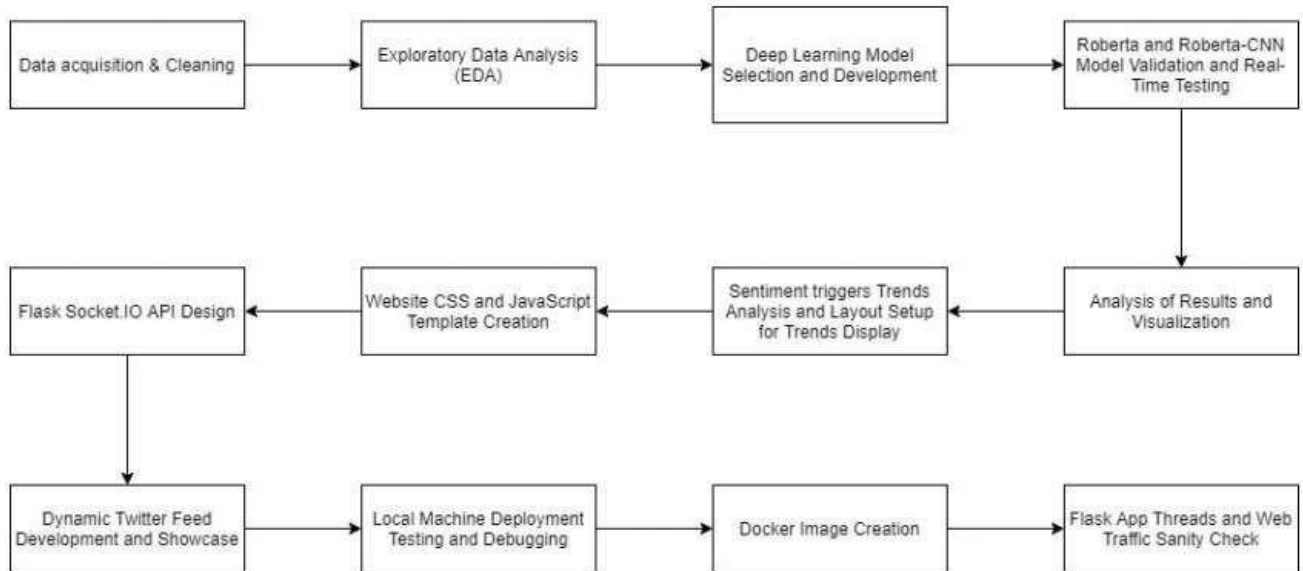 Data acquisition & Cleaning
Exploratory Data Analysis
(EDA)
Deep Learning Model
Selection and Development
Roberta and Roberta-CNN
Model Validation and Real-
Time Testing
Flask Socket.IO API Design
Website CSS and JavaScript
Template Creation
Sentiment triggers Trends
Analysis and Layout Setup
for Trends Display
Analysis of Results and
Visualization
Dynamic Twitter Feed
Development and Showcase
Local Machine Deployment
Testing and Debugging
Docker Image Creation
Flask App Threads and Web
Traffic Sanity Check